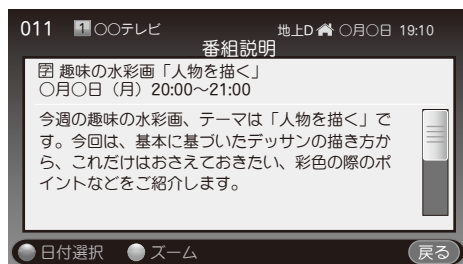 011 1 ○○テレビ 地上D ○月○日 19:10
番組説明
字 趣味の水彩画「人物を描く」
○月○日（月）20:00～21:00
今週の趣味の水彩画、テーマは「人物を描く」で
す。今回は、基本に基づいたデッサンの描き方か
ら、これだけはおさえておきたい、彩色の際のポ
イントなどをご紹介します。
日付選択 ズーム 戻る